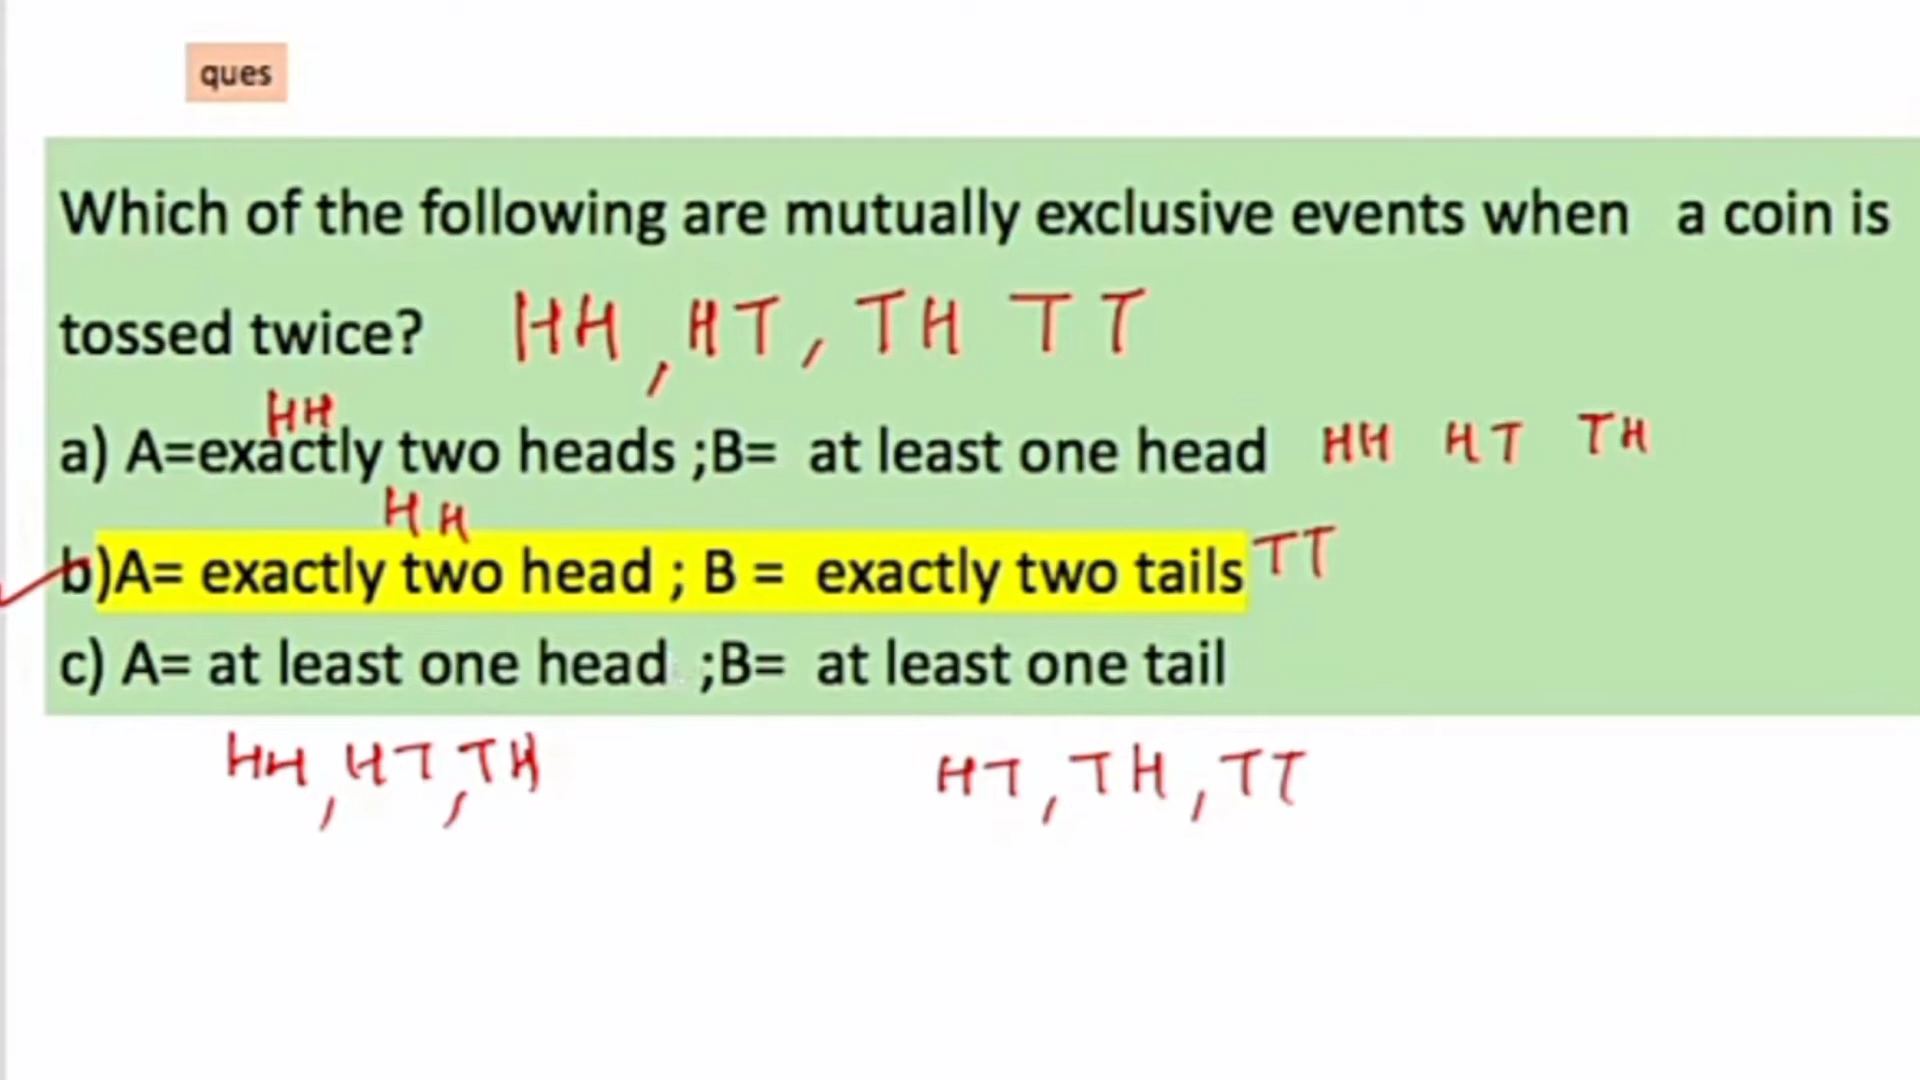 ques
Which of the following are mutually exclusive events when a coin is
tossed twice? HH, HT, TH TT
HH
a) A=exactly two heads ;B= at least one head HH HT TH
HH
b)A= exactly two head ; B = exactly two tails TT
c) A= at least one head ;B= at least one tail
HH, HT, TH HT, TH, TT